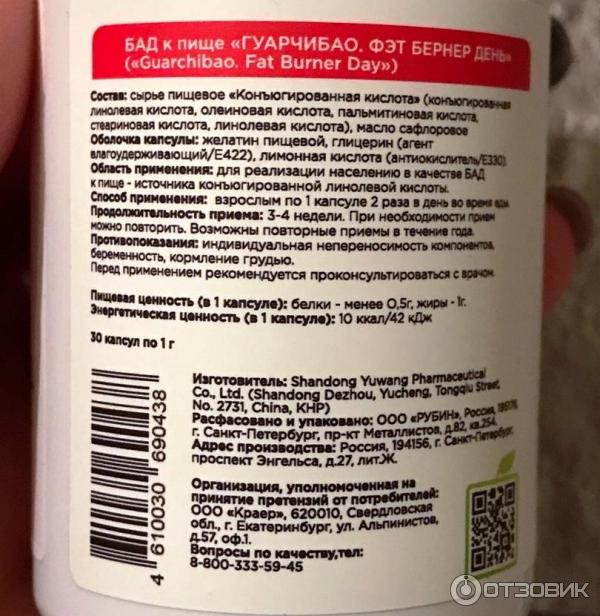 БАД к пище «ГУАРЧИБАО. ФЭТ БЕРНЕР ДЕНЬ»
(«Guarchibao. Fat Burner Day»)
Состав: сырье пищевое «Конъюгированная кислота» (конъюгированная
линолевая кислота, олеиновая кислота, пальмитиновая кислота,
стеариновая кислота, линолевая кислота), масло сафлоровое
Оболочка капсулы: желатин пищевой, глицерин (агент
влагоудерживающий/Е422), лимонная кислота (антиокислитель/Е330).
Область применения: для реализации населению в качестве БАД
к пище - источника конъюгированной линолевой кислоты.
Способ применения: взрослым по 1 капсуле 2 раза в день во время еды.
Продолжительность приема: 3-4 недели. При необходимости прием
можно повторить. Возможны повторные приемы в течение года.
Противопоказания: индивидуальная непереносимость компонентов,
беременность, кормление грудью.
Перед применением рекомендуется проконсультироваться с врачом.
Пищевая ценность (в 1 капсуле): белки - менее 0,5г, жиры - 1г.
Энергетическая ценность (в 1 капсуле): 10 ккал/42 кДж
30 капсул по 1 г
Изготовитель: Shandong Yuwang Pharmaceutical
Co., Ltd. (Shandong Dezhou, Yucheng, Tongqiu Street,
No. 2731, China, КНР)
Расфасовано и упаковано: ООО «РУБИН», Россия,
г. Санкт-Петербург, пр-кт Металлистов, д.82, кв.254.
Адрес производства: Россия, 194156, г. Санкт-Петербург,
проспект Энгельса, д.27, лит.Ж.
Организация, уполномоченная на
принятие претензий от потребителей:
ООО «Краер», 620010, Свердловская
обл., г. Екатеринбург, ул. Альпинистов,
д.57, оф.1.
Вопросы по качеству,тел:
8-800-333-59-45
4 610030 690438
ОТЗОВИК